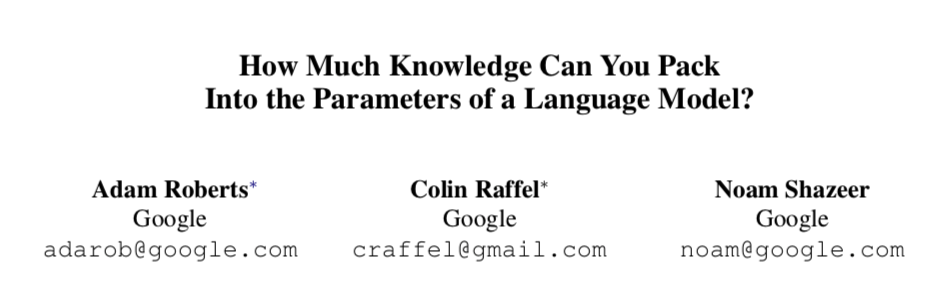 How Much Knowledge Can You Pack
Into the Parameters of a Language Model?
Adam Roberts* Colin Raffel* Noam Shazeer
Google Google Google
adarob@google.com craffel@gmail.com noam@google.com